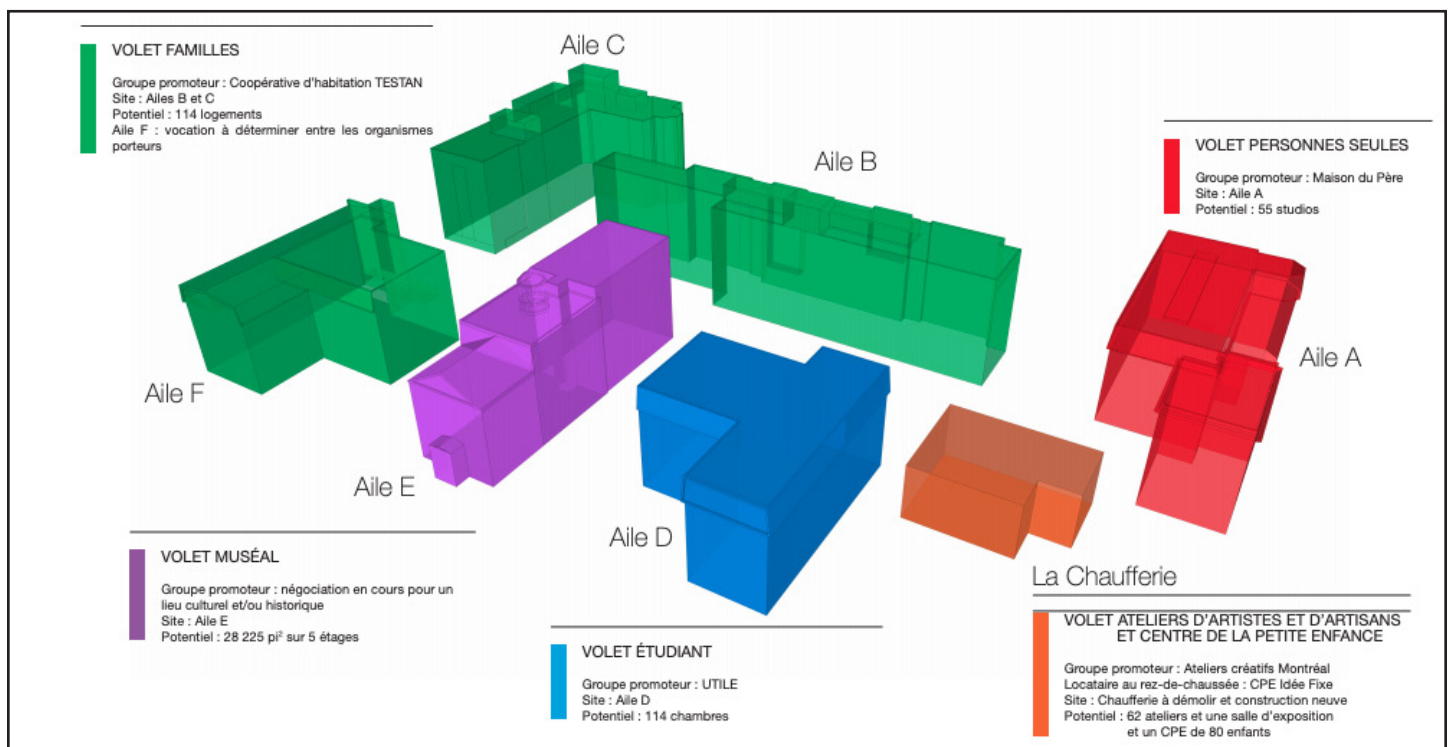 VOLET FAMILLES
Groupe promoteur : Coopérative d'habitation TESTAN
Site : Ailes B et C
Potentiel : 114 logements
Aile F : vocation à déterminer entre les organismes
porteurs
Aile C
Aile B
VOLET PERSONNES SEULES
Groupe promoteur : Maison du Père
Site : Aile A
Potentiel : 55 studios
Aile A
Aile F
Aile E
Aile D
La Chaufferie
VOLET MUSÉAL
Groupe promoteur : négociation en cours pour un
lieu culturel et/ou historique
Site : Aile E
Potentiel : 28 225 pi² sur 5 étages
VOLET ÉTUDIANT
Groupe promoteur : UTILE
Site : Aile D
Potentiel : 114 chambres
VOLET ATELIERS D'ARTISTES ET D'ARTISANS
ET CENTRE DE LA PETITE ENFANCE
Groupe promoteur : Ateliers créatifs Montréal
Locataire au rez-de-chaussée : CPE Idée Fixe
Site : Chaufferie à démolir et construction neuve
Potentiel : 62 ateliers et une salle d'exposition
et un CPE de 80 enfants